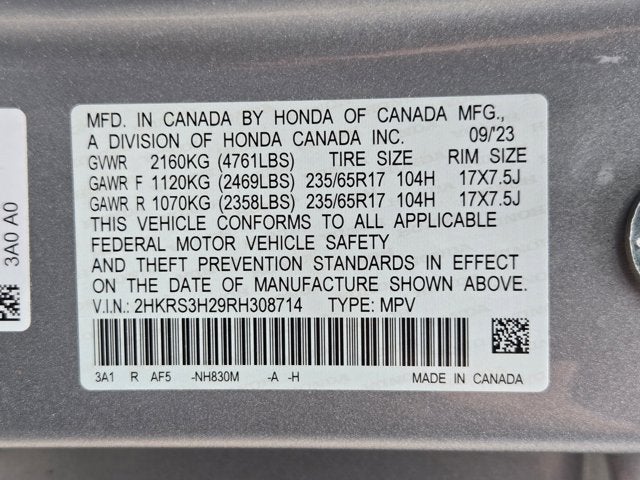 MFD. IN CANADA BY HONDA OF CANADA MFG.,
A DIVISION OF HONDA CANADA INC. 09/'23
GVWR 2160KG (4761LBS) TIRE SIZE RIM SIZE
GAWR F 1120KG (2469LBS) 235/65R17 104H 17X7.5J
GAWR R 1070KG (2358LBS) 235/65R17 104H 17X7.5J
THIS VEHICLE CONFORMS TO ALL APPLICABLE
FEDERAL MOTOR VEHICLE SAFETY
AND THEFT PREVENTION STANDARDS IN EFFECT
ON THE DATE OF MANUFACTURE SHOWN ABOVE.
V.I.N.: 2HKRS3H29RH308714 TYPE: MPV
3A1 R AF5 -NH830M -A -H MADE IN CANADA
3A0 A0